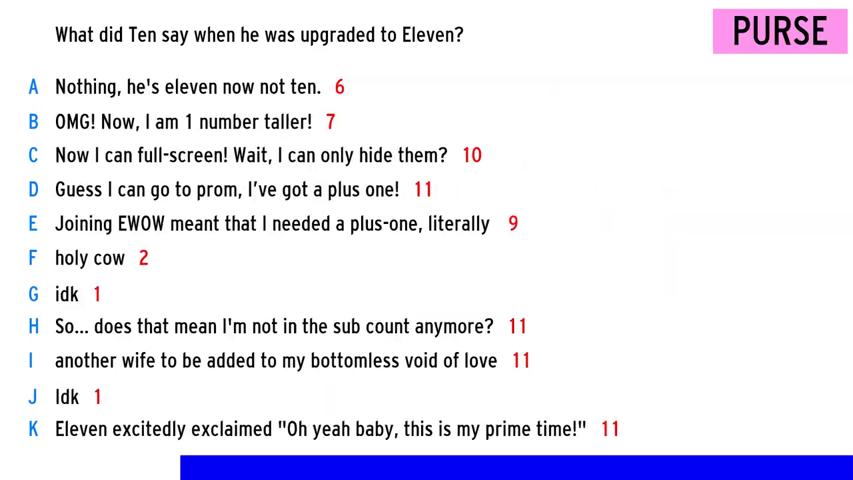 What did Ten say when he was upgraded to Eleven?
PURSE
A Nothing, he's eleven now not ten. 6
B OMG! Now, I am 1 number taller! 7
C Now I can full-screen! Wait, I can only hide them? 10
D Guess I can go to prom, I've got a plus one! 11
E Joining EWOW meant that I needed a plus-one, literally 9
F holy cow 2
G idk 1
H So... does that mean I'm not in the sub count anymore? 11
I another wife to be added to my bottomless void of love 11
J Idk 1
K Eleven excitedly exclaimed "Oh yeah baby, this is my prime time!" 11